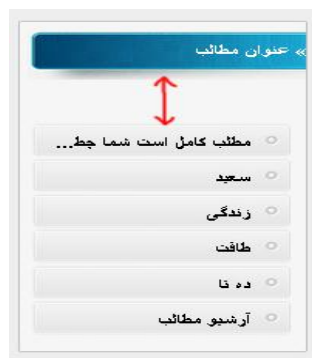 » عنوان مطالب
مطلب کامل است شما چط...
سعید
زندگی
طاقت
ده تا
آرشیو مطالب